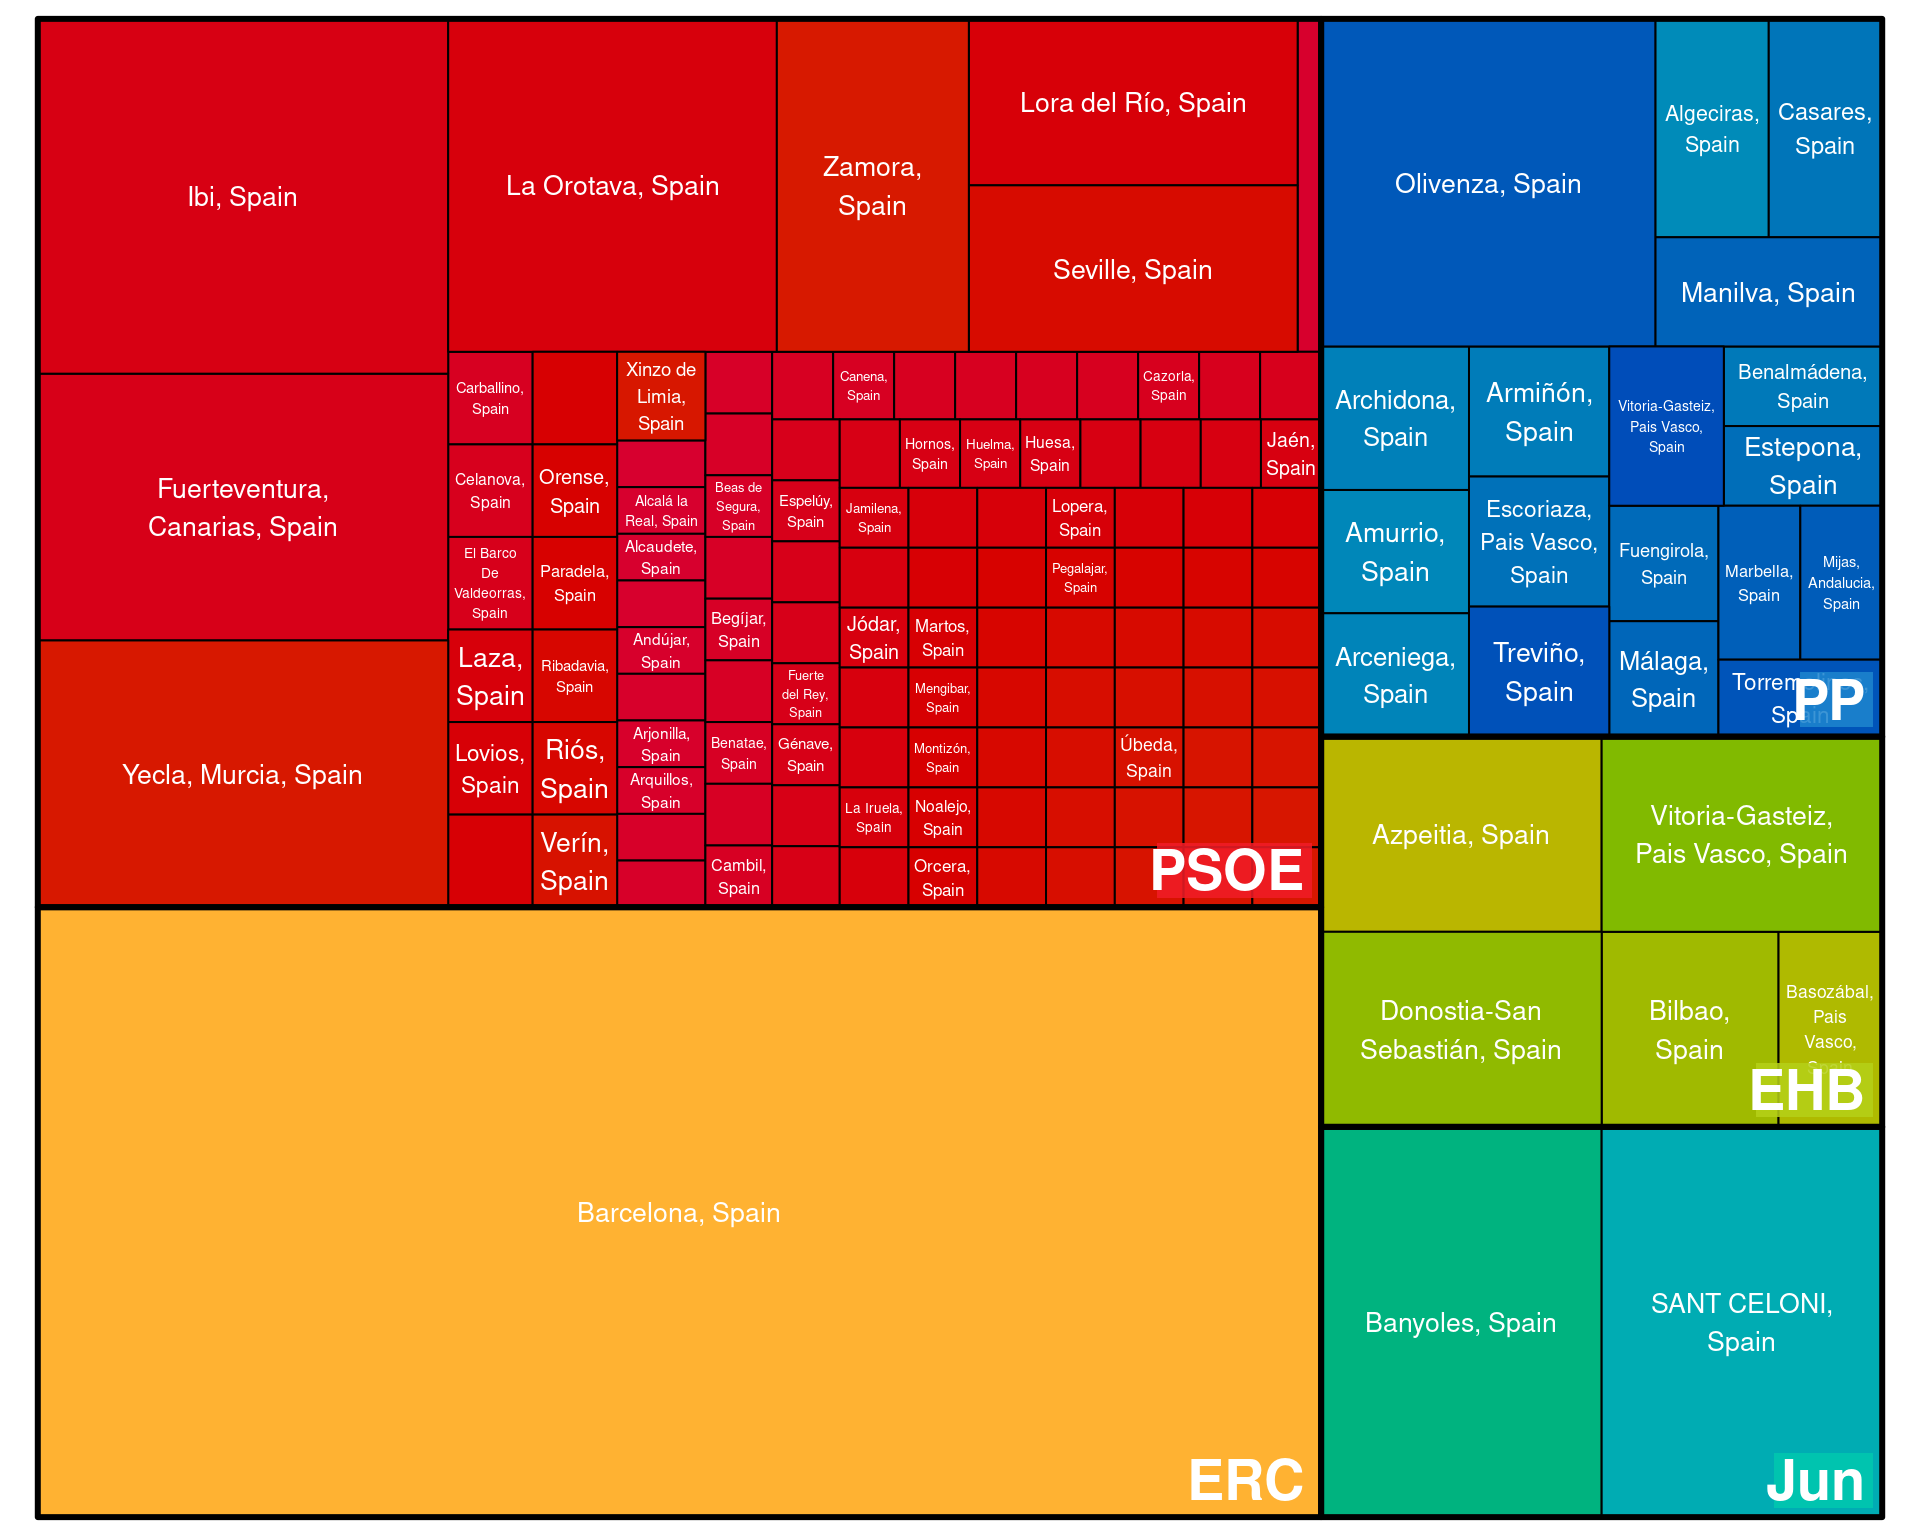 Ibi, Spain
La Orotava, Spain
Zamora,
Spain
Lora del Río, Spain
Seville, Spain
Fuerteventura,
Canarias, Spain
Yecla, Murcia, Spain
Carballino,
Spain
Celanova,
Spain
El Barco
De
Valdeorras,
Spain
Laza,
Spain
Lovios,
Spain
Orense,
Spain
Paradela,
Spain
Ribadavia,
Spain
Riós,
Spain
Verín,
Spain
Xinzo de
Limia,
Spain
Alcalá la
Real, Spain
Alcaudete,
Spain
Andújar,
Spain
Arjonilla,
Spain
Arquillos,
Spain
Beas de
Segura,
Spain
Begíjar,
Spain
Benatae,
Spain
Cambil,
Spain
Canena,
Spain
Cazorla,
Spain
Espelúy,
Spain
Fuerte
del Rey,
Spain
Génave,
Spain
Hornos,
Spain
Huelma,
Spain
Huesa,
Spain
Jaén,
Spain
Jamilena,
Spain
Jódar,
Spain
La Iruela,
Spain
Lopera,
Spain
Pegalajar,
Spain
Martos,
Spain
Mengibar,
Spain
Montizón,
Spain
Noalejo,
Spain
Orcera,
Spain
Úbeda,
Spain
PSOE
Barcelona, Spain
ERC
Olivenza, Spain
Algeciras,
Spain
Casares,
Spain
Manilva, Spain
Archidona,
Spain
Amurrio,
Spain
Arceniega,
Spain
Armiñón,
Spain
Escoriaza,
Pais Vasco,
Spain
Treviño,
Spain
Vitoria-Gasteiz,
Pais Vasco,
Spain
Benalmádena,
Spain
Estepona,
Spain
Fuengirola,
Spain
Málaga,
Spain
Marbella,
Spain
Mijas,
Andalucia,
Spain
Spain
PP
Azpeitia, Spain
Vitoria-Gasteiz,
Pais Vasco, Spain
Donostia-San
Sebastián, Spain
Bilbao,
Spain
Basozábal,
Pais
Vasco,
EHB
Banyoles, Spain
SANT CELONI,
Spain
Jun